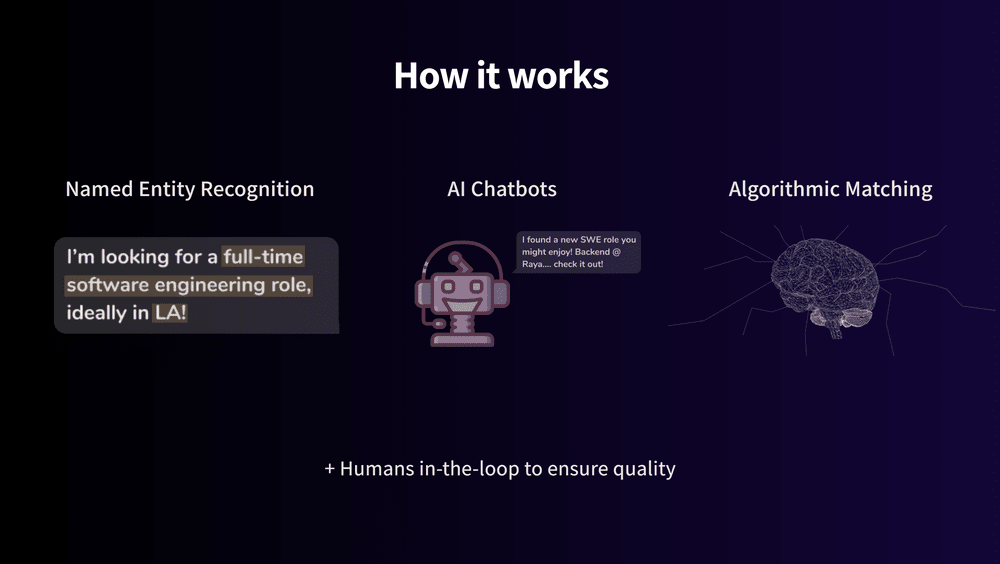 How it works
Named Entity Recognition
I'm looking for a full-time
software engineering role,
ideally in LA!
AI Chatbots
I found a new SWE role you
might enjoy! Backend @
Raya.... check it out!
Algorithmic Matching
+ Humans in-the-loop to ensure quality